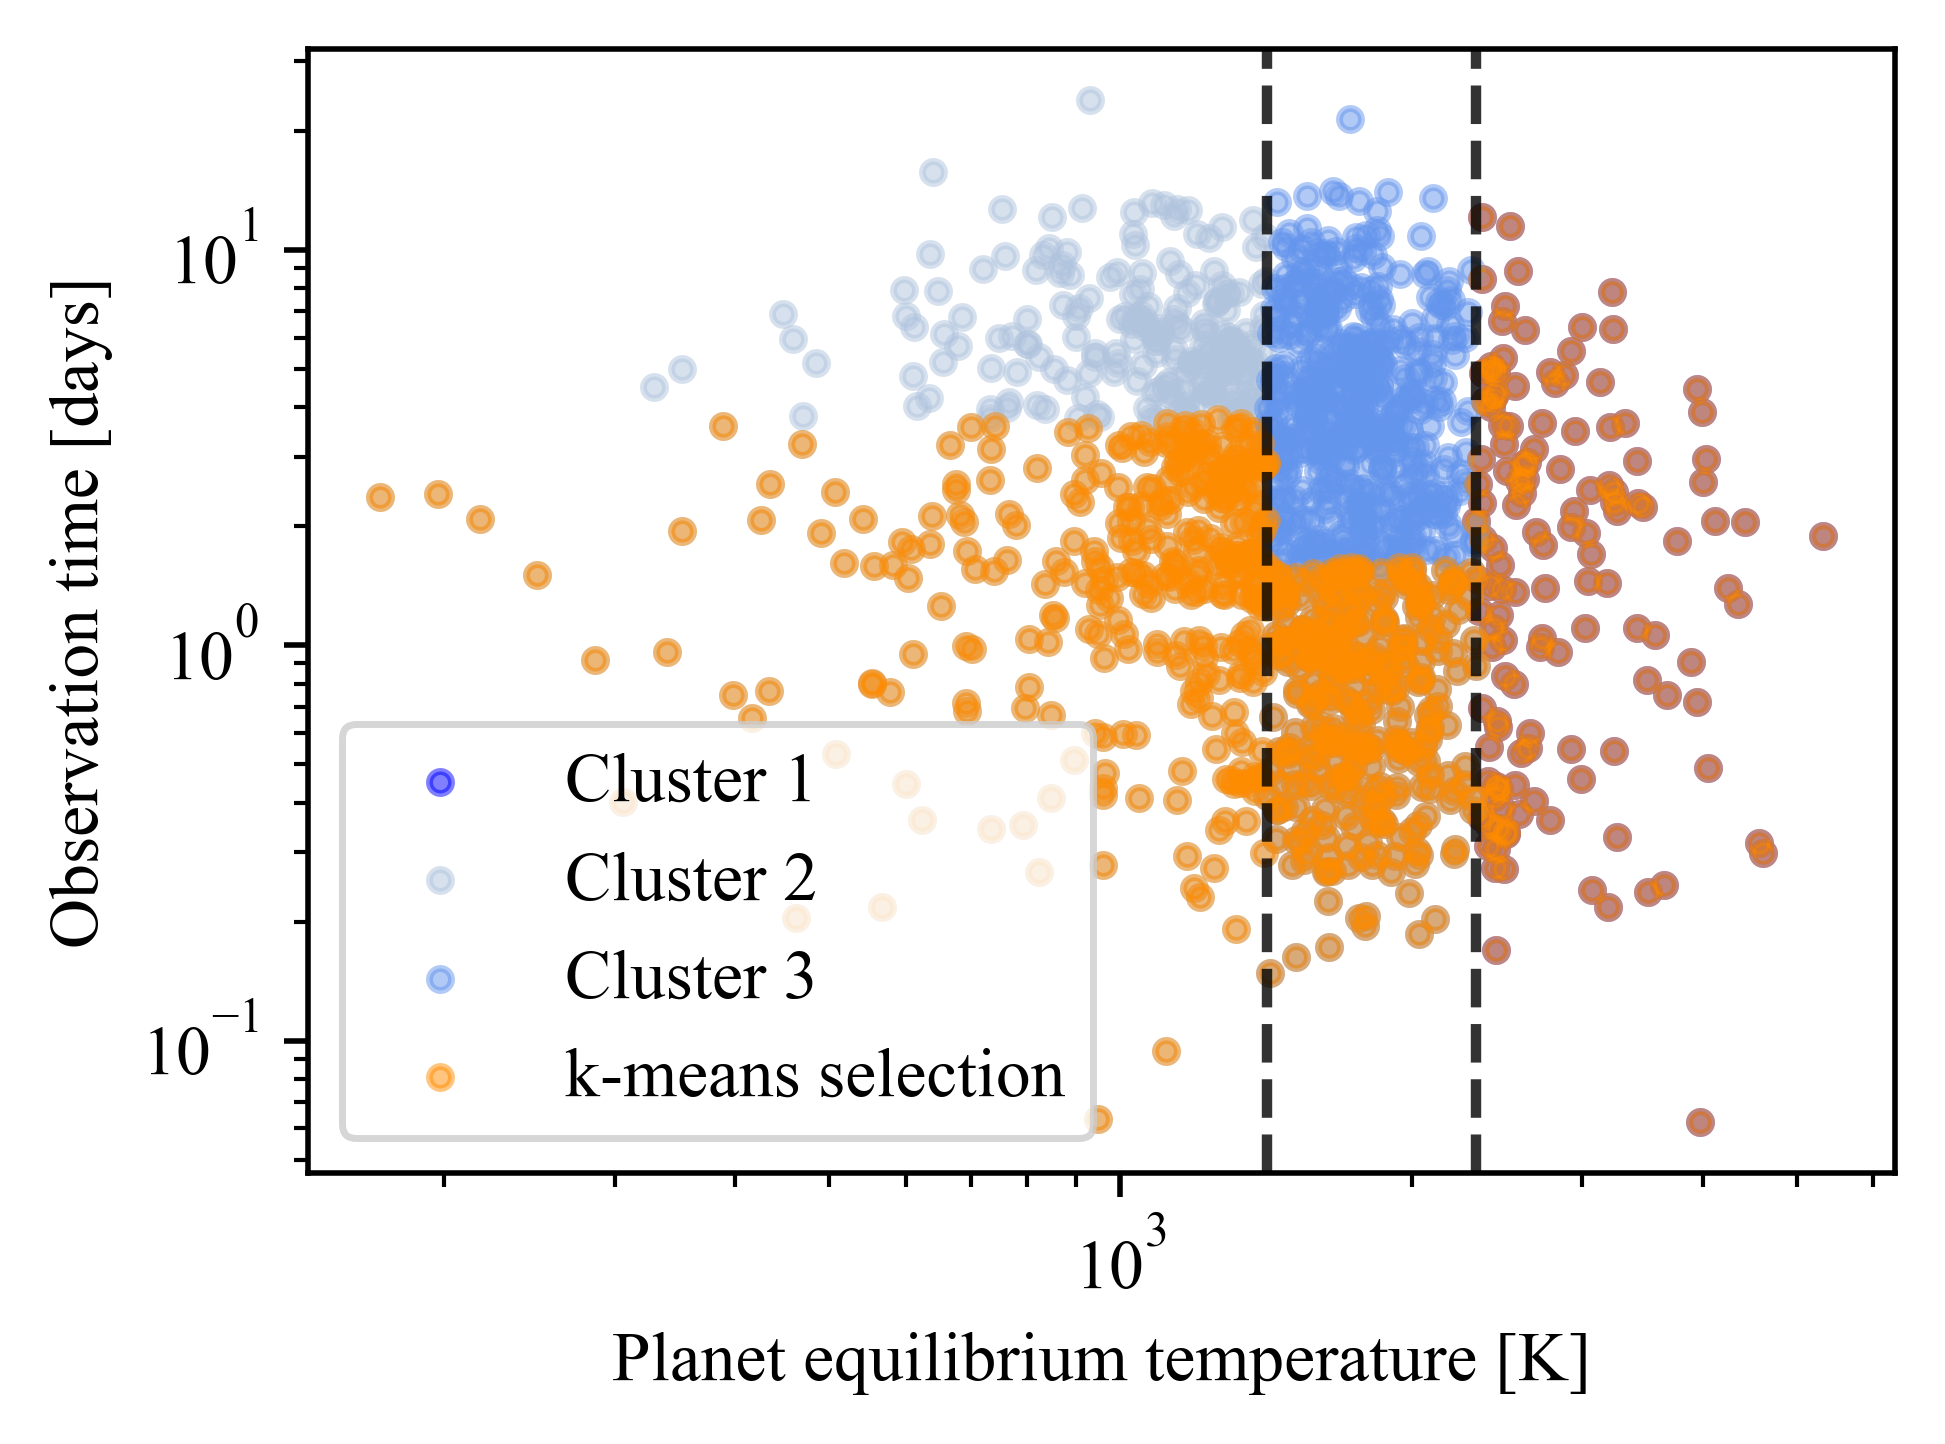 Observation time [days]
10^1
10^0
10^−1
Cluster 1
Cluster 2
Cluster 3
k-means selection
10^3
Planet equilibrium temperature [K]